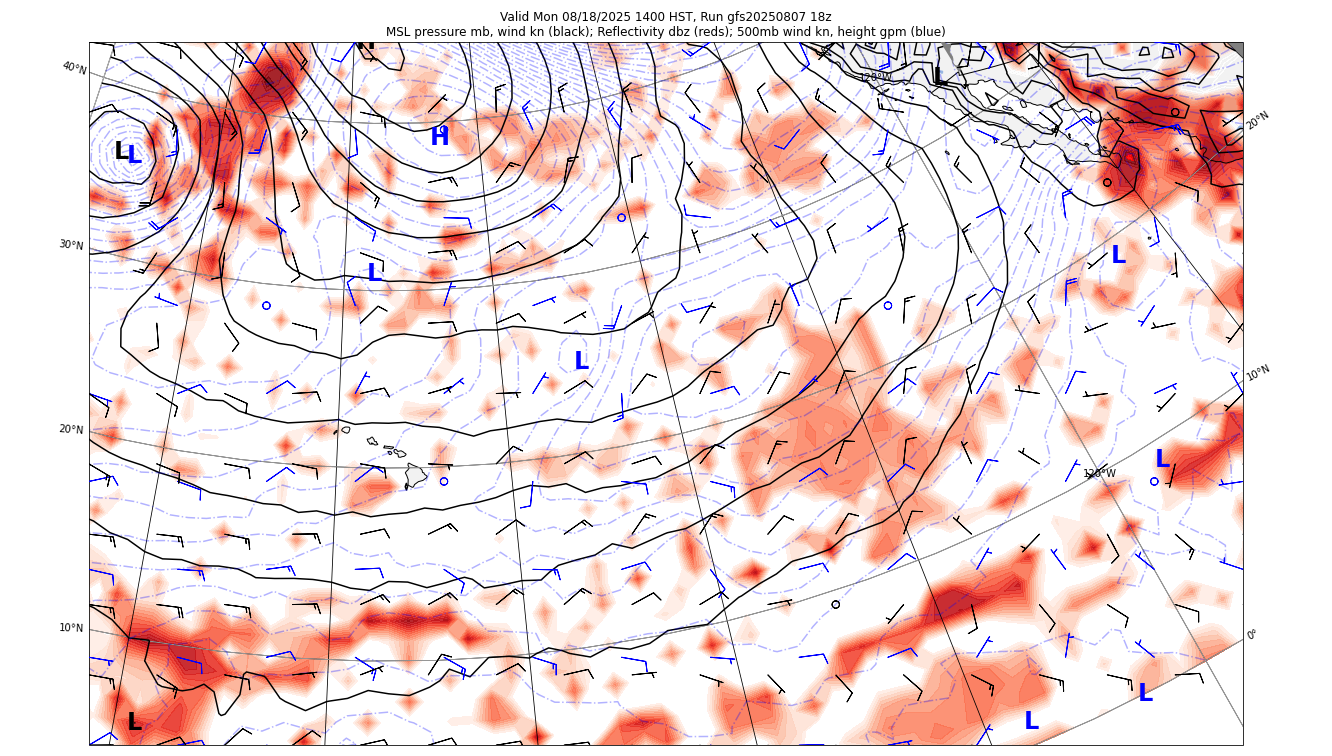 Valid Mon 08/18/2025 1400 HST, Run gfs20250807 18z
MSL pressure mb, wind kn (black); Reflectivity dbz (reds); 500mb wind kn, height gpm (blue)
H
40°N
120°W
L
20°N
H
L
L
30°N
L
L
L
10°N
20°N
L
120°W
10°N
0°
L
L
L